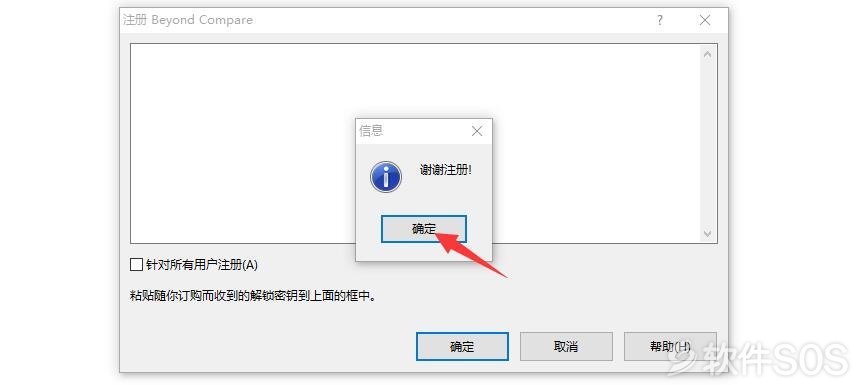 注册 Beyond Compare
信息
谢谢注册!
确定
针对所有用户注册(A)
粘贴随你订购而收到的解锁密钥到上面的框中。
确定
取消
帮助(H)
软件SOS